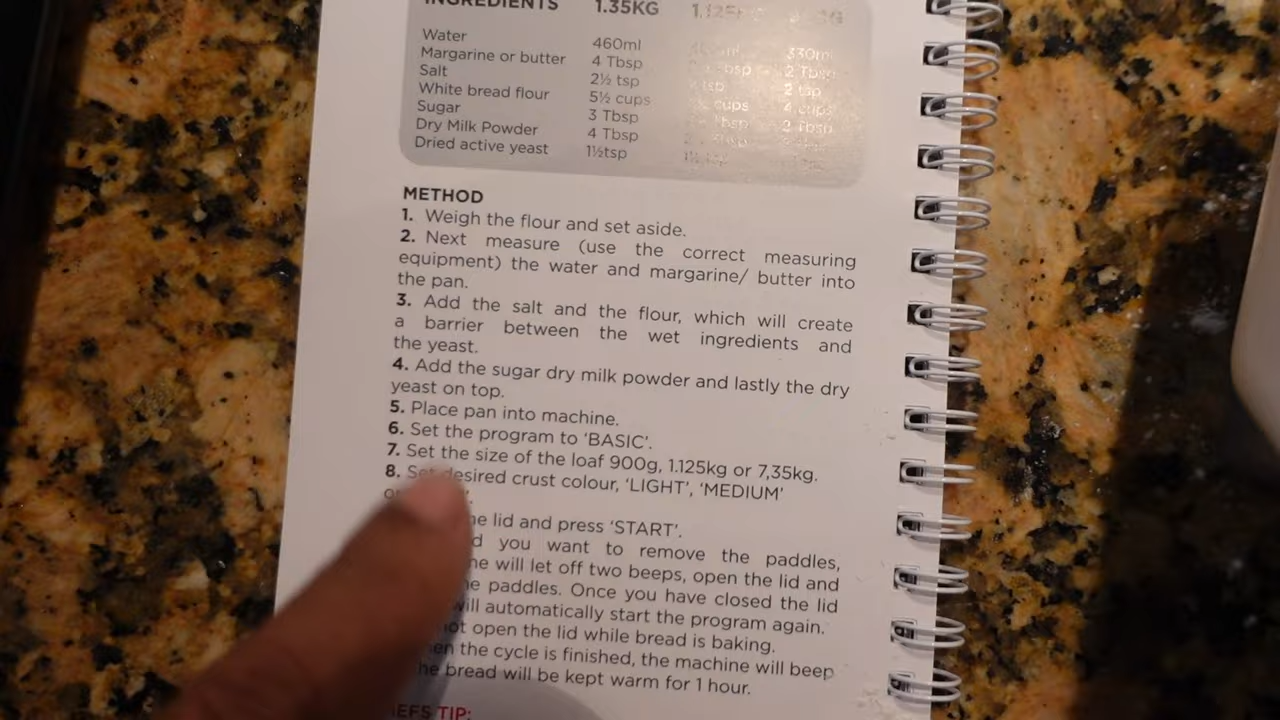 INGREDIENTS 1.35KG 1.125KG
Water 460ml 330ml
Margarine or butter 4 Tbsp 2 Tbsp
Salt 2½ tsp 2 tsp
White bread flour 5½ cups cups 4 cups
Sugar 3 Tbsp
Dry Milk Powder 4 Tbsp
Dried active yeast 1½tsp
METHOD
1. Weigh the flour and set aside.
2. Next measure (use the correct measuring
equipment) the water and margarine/ butter into
the pan.
3. Add the salt and the flour, which will create
a barrier between the wet ingredients and
the yeast.
4. Add the sugar dry milk powder and lastly the dry
yeast on top.
5. Place pan into machine.
6. Set the program to 'BASIC'.
7. Set the size of the loaf 900g, 1.125kg or 7,35kg.
8. Set desired crust colour, 'LIGHT', 'MEDIUM'
the lid and press 'START'.
you want to remove the paddles,
will let off two beeps, open the lid and
paddles. Once you have closed the lid
will automatically start the program again.
not open the lid while bread is baking.
the cycle is finished, the machine will beep
bread will be kept warm for 1 hour.
TIP: